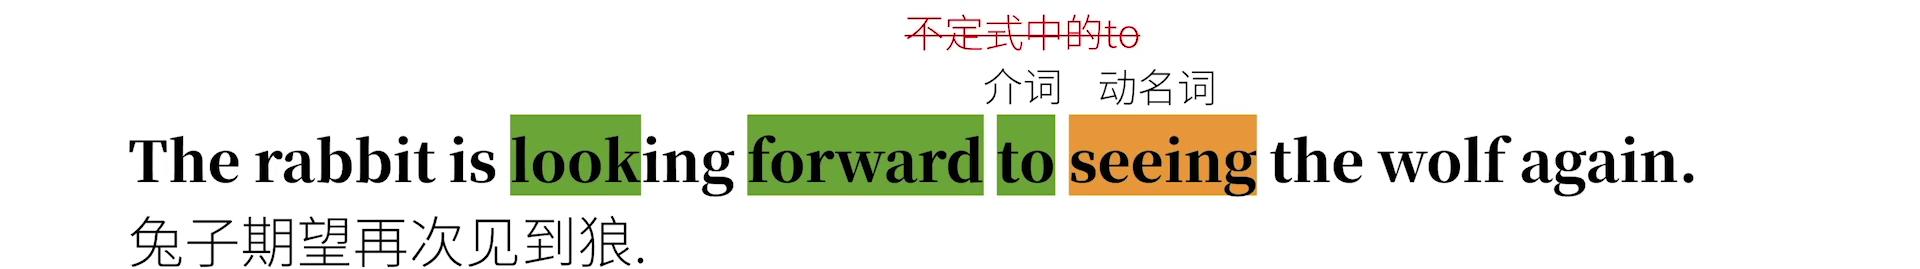 不定式中的to
介词 动名词
The rabbit is looking forward to seeing the wolf again.
兔子期望再次见到狼.